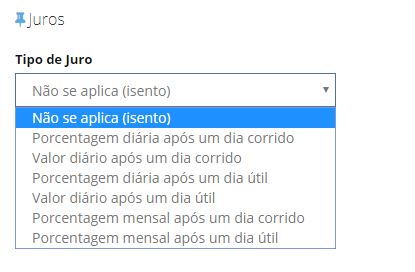 Juros
Tipo de Juro
Não se aplica (isento)
Não se aplica (isento)
Porcentagem diária após um dia corrido
Valor diário após um dia corrido
Porcentagem diária após um dia útil
Valor diário após um dia útil
Porcentagem mensal após um dia corrido
Porcentagem mensal após um dia útil